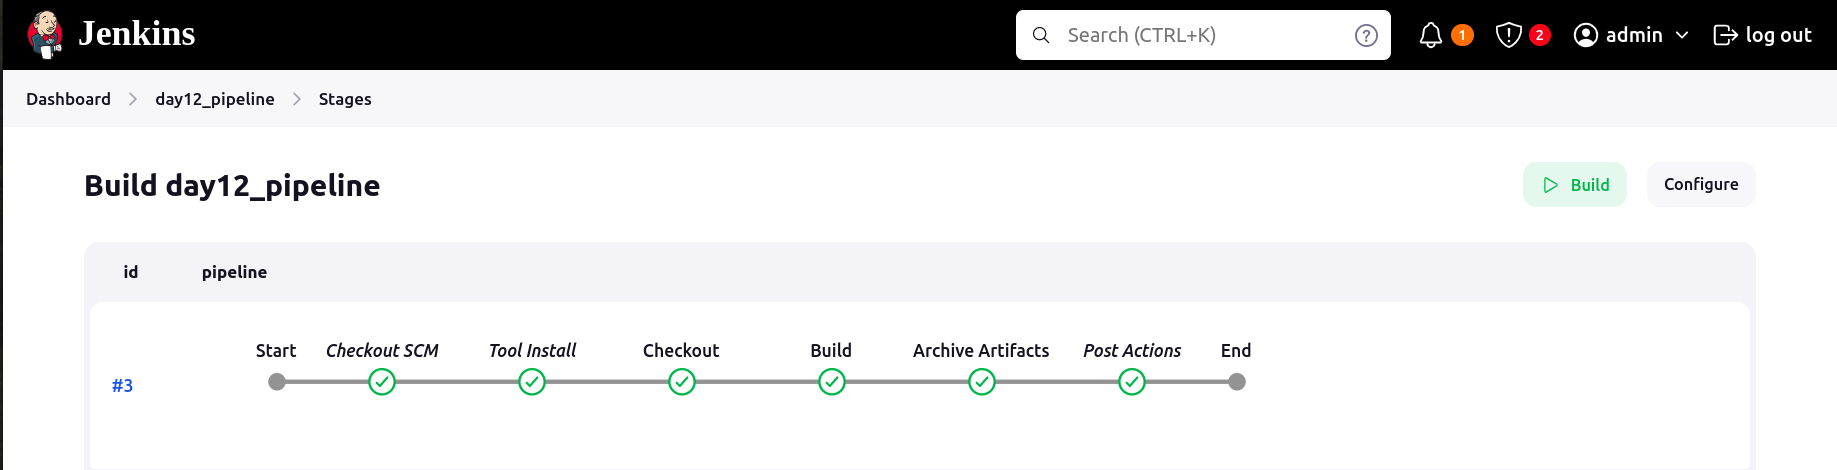 Jenkins Search (CTRL+K) ? 1 2 admin log out
Dashboard day12_pipeline Stages
Build day12_pipeline Build Configure
id pipeline
Start Checkout SCM Tool Install Checkout Build Archive Artifacts Post Actions End
#3